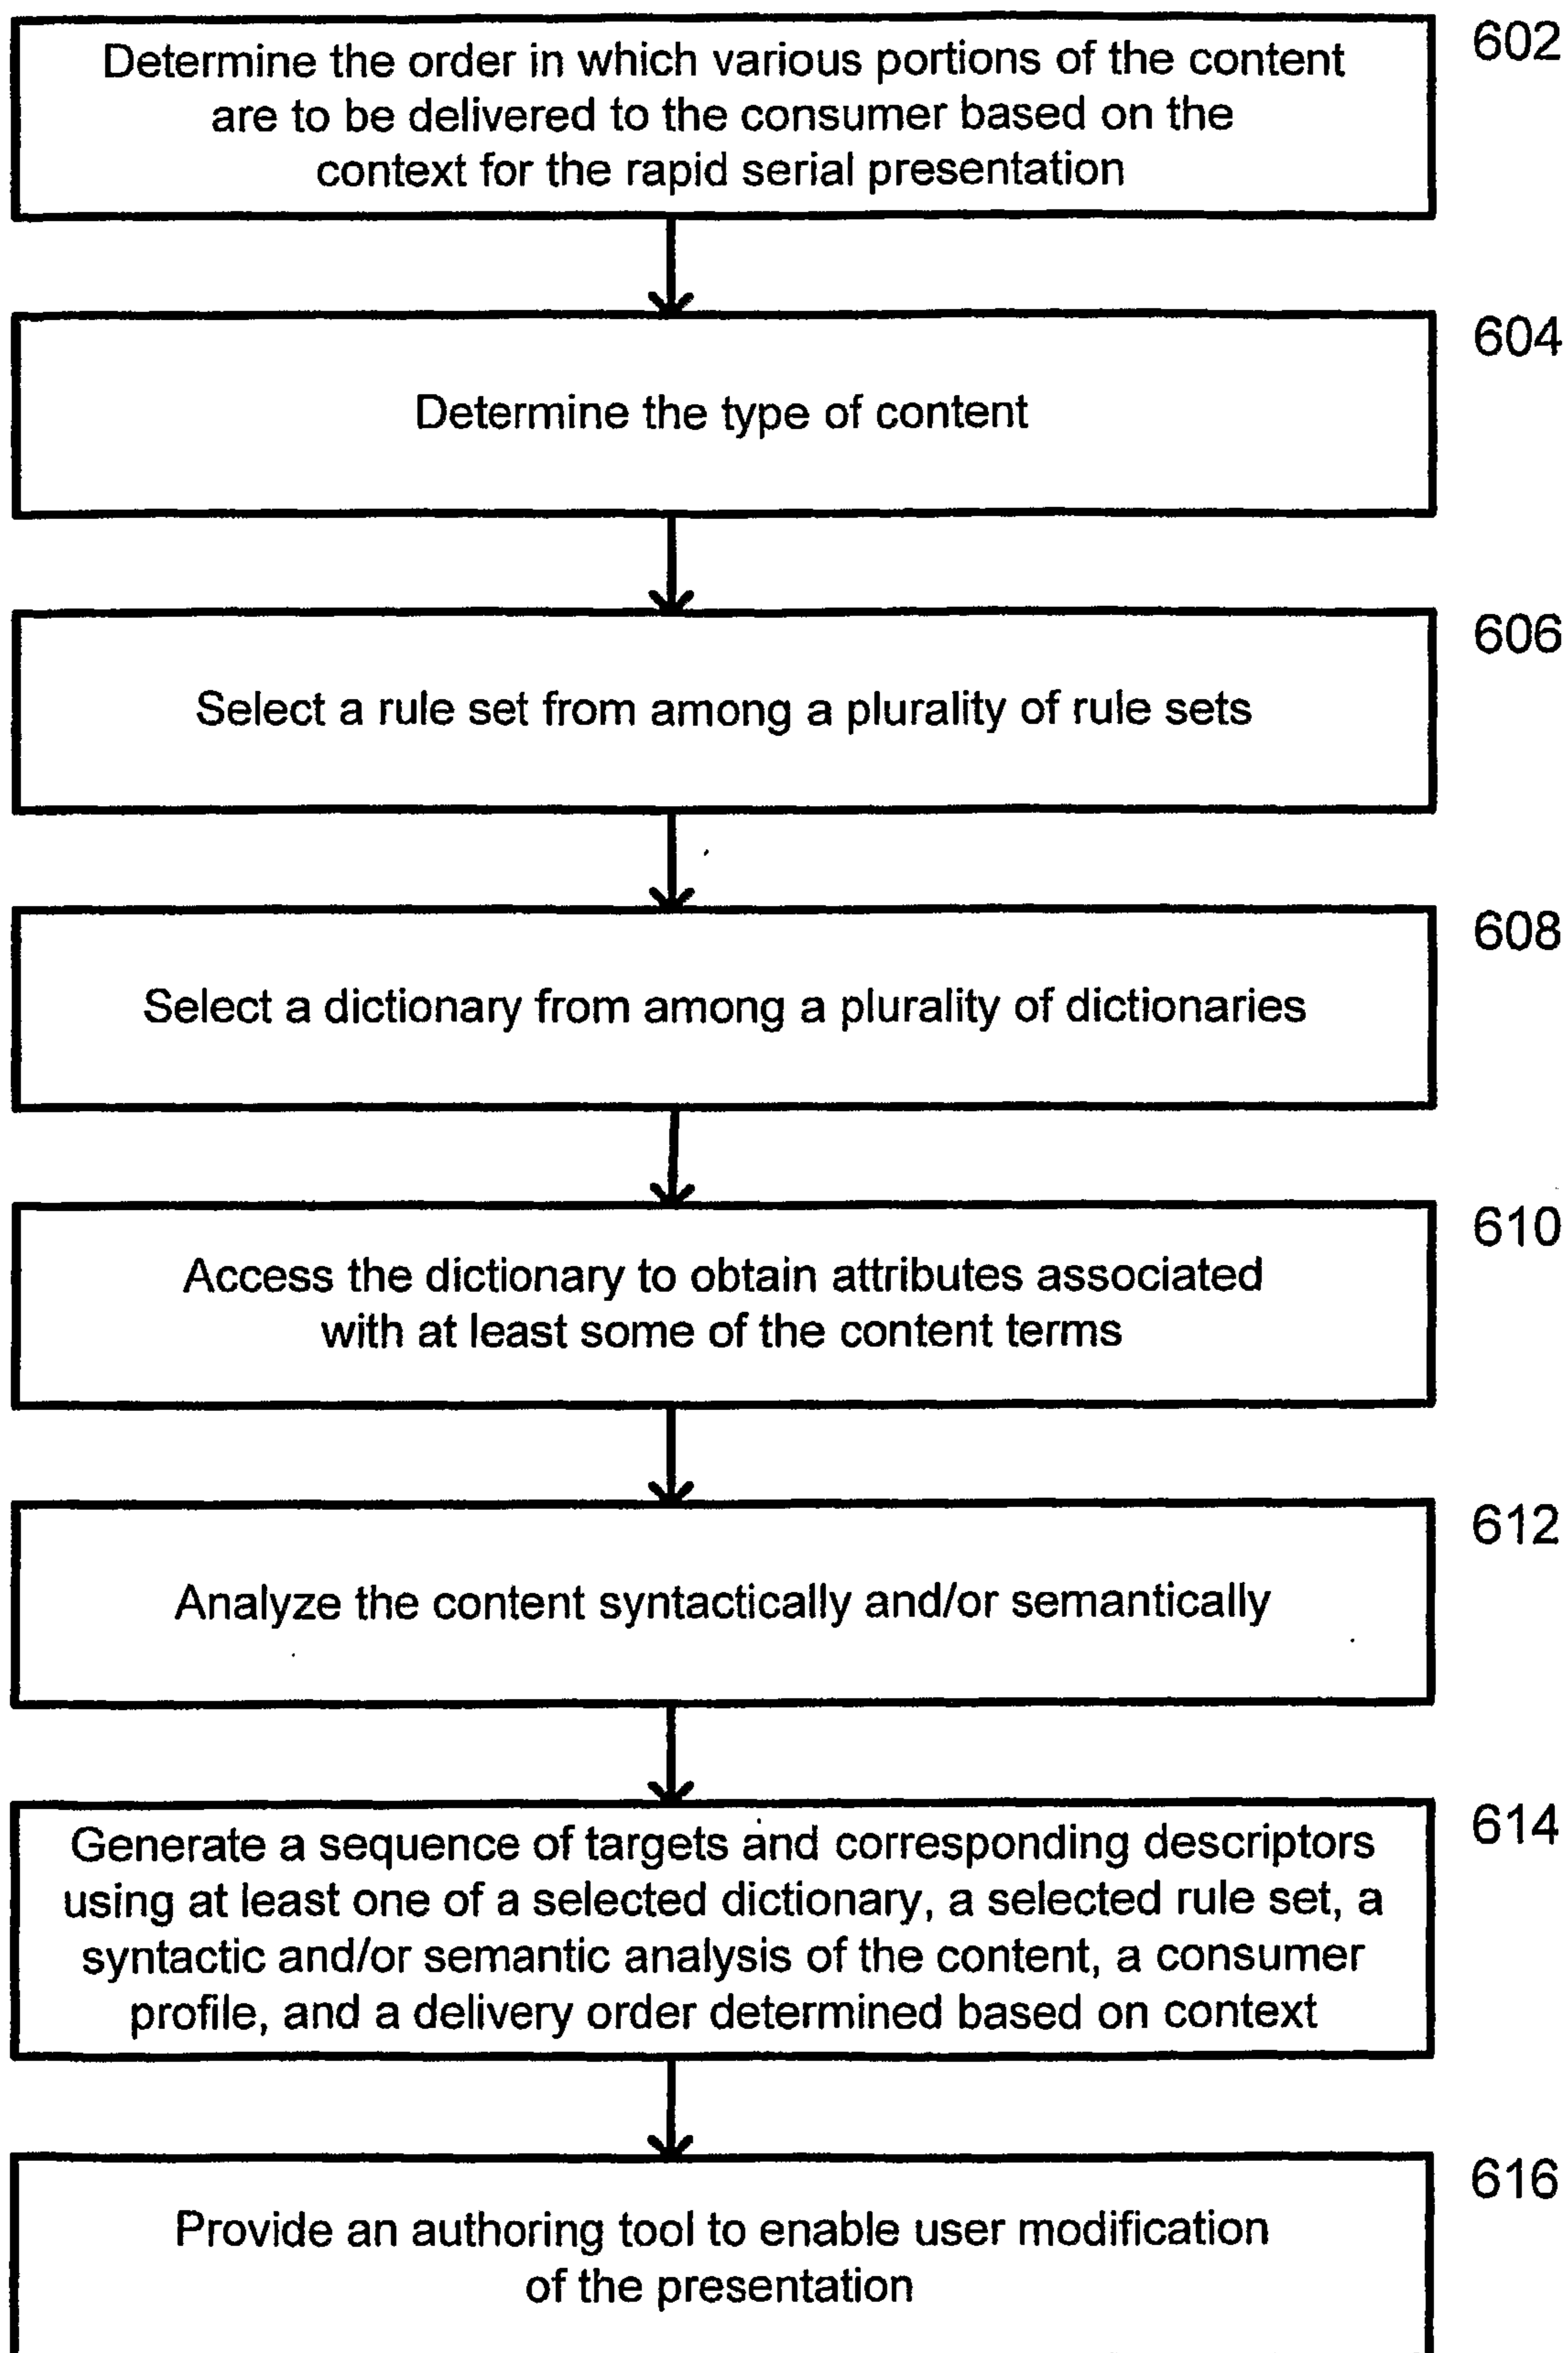 602
Determine the order in which various portions of the content
are to be delivered to the consumer based on the
context for the rapid serial presentation
604
Determine the type of content
606
Select a rule set from among a plurality of rule sets
608
Select a dictionary from among a plurality of dictionaries
610
Access the dictionary to obtain attributes associated
with at least some of the content terms
612
Analyze the content syntactically and/or semantically
614
Generate a sequence of targets and corresponding descriptors
using at least one of a selected dictionary, a selected rule set, a
syntactic and/or semantic analysis of the content, a consumer
profile, and a delivery order determined based on context
616
Provide an authoring tool to enable user modification
of the presentation